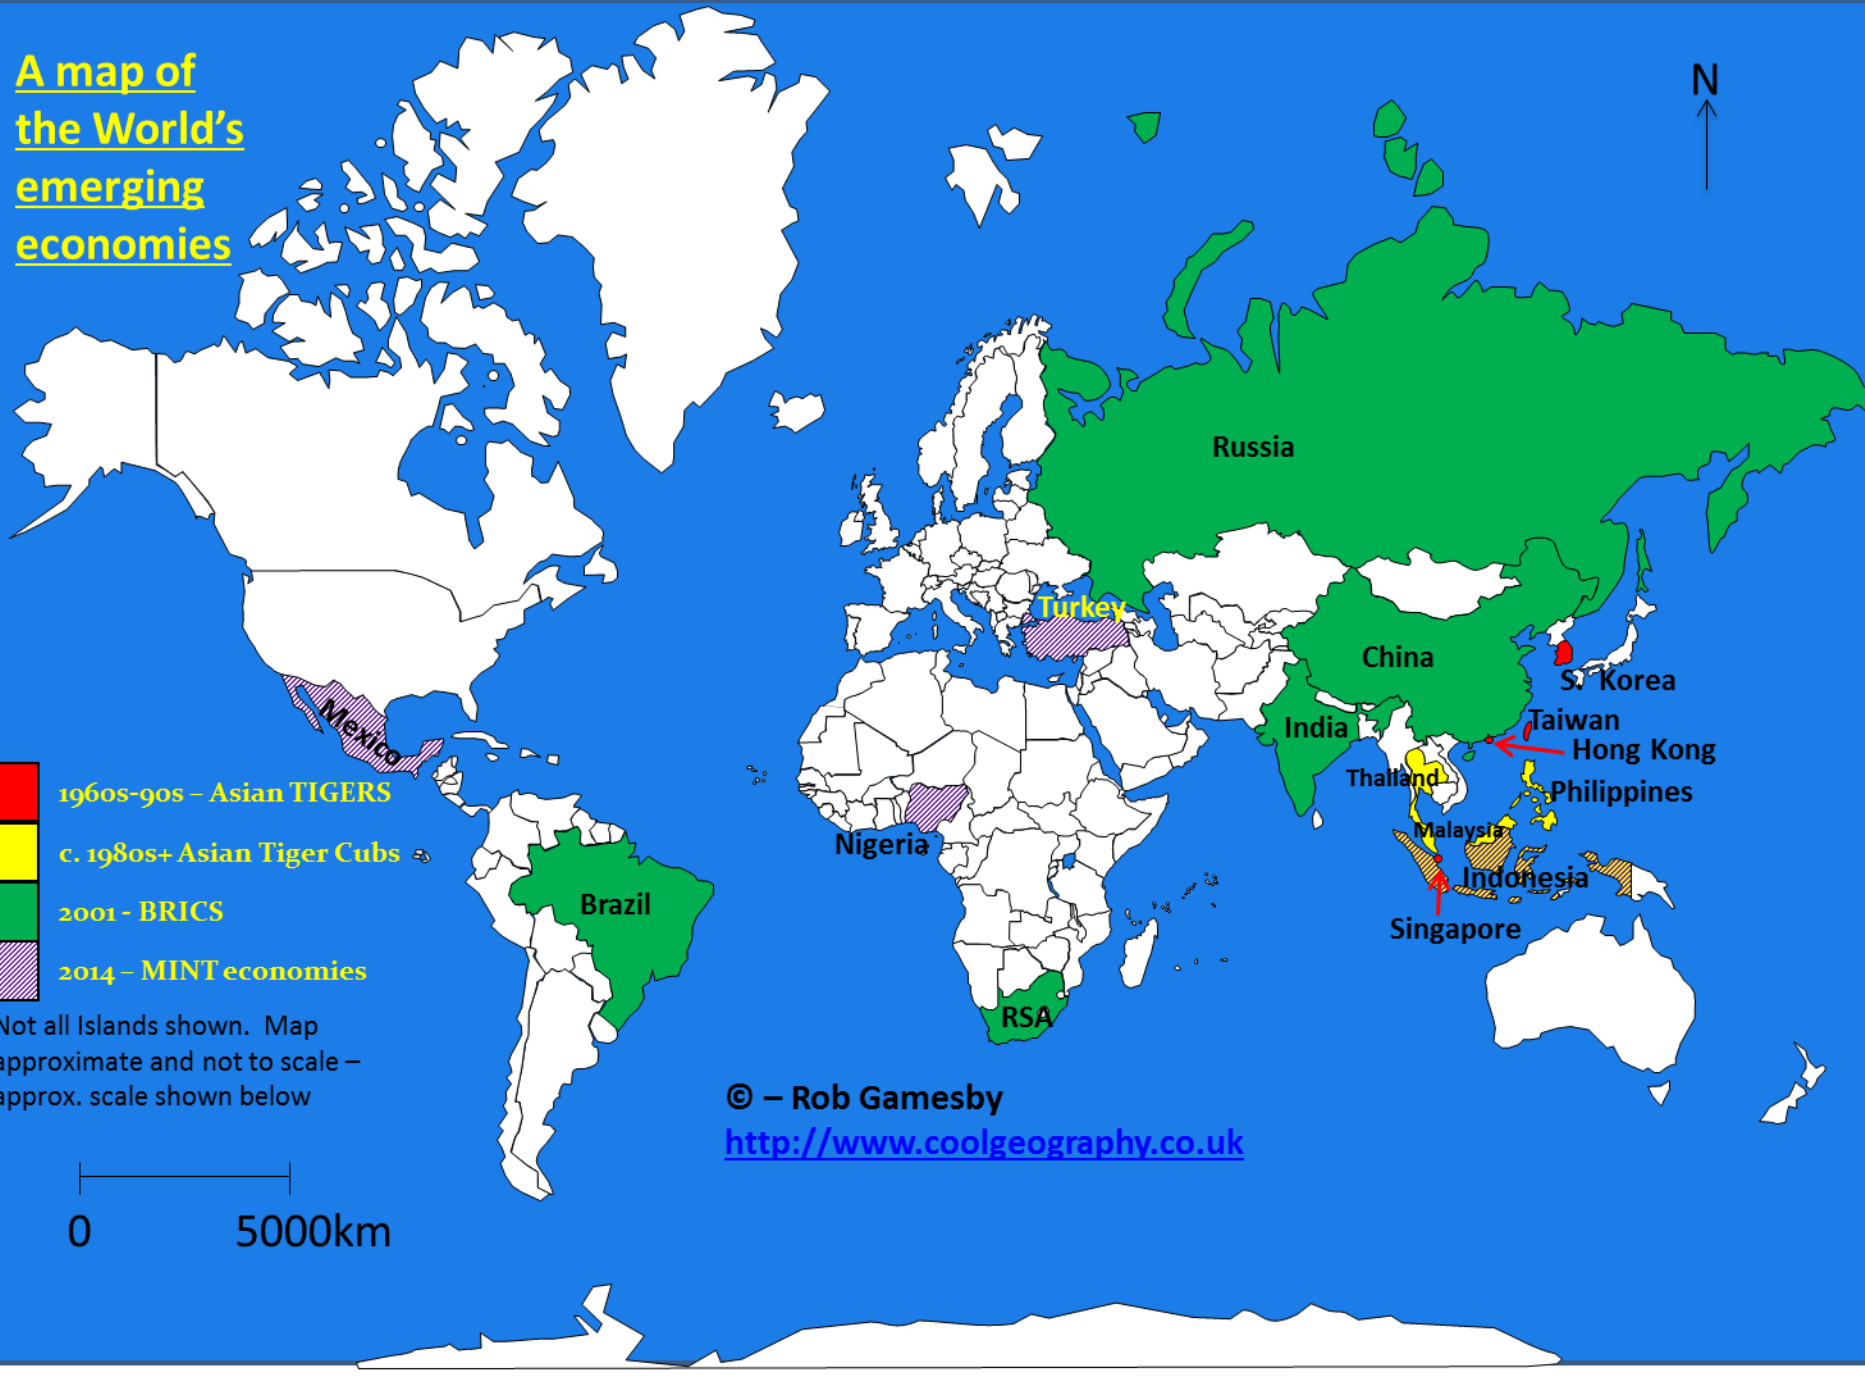 A map of
the World's
emerging
economies
N
Russia
Turkey
China
S. Korea
India
Taiwan
Hong Kong
Mexico
Thailand
Philippines
Malaysia
Nigeria
Indonesia
Brazil
Singapore
RSA
1960s-90s – Asian TIGERS
c. 1980s+ Asian Tiger Cubs
2001 - BRICS
2014 – MINT economies
Not all Islands shown. Map
approximate and not to scale –
approx. scale shown below
0 5000km
© – Rob Gamesby
http://www.coolgeography.co.uk